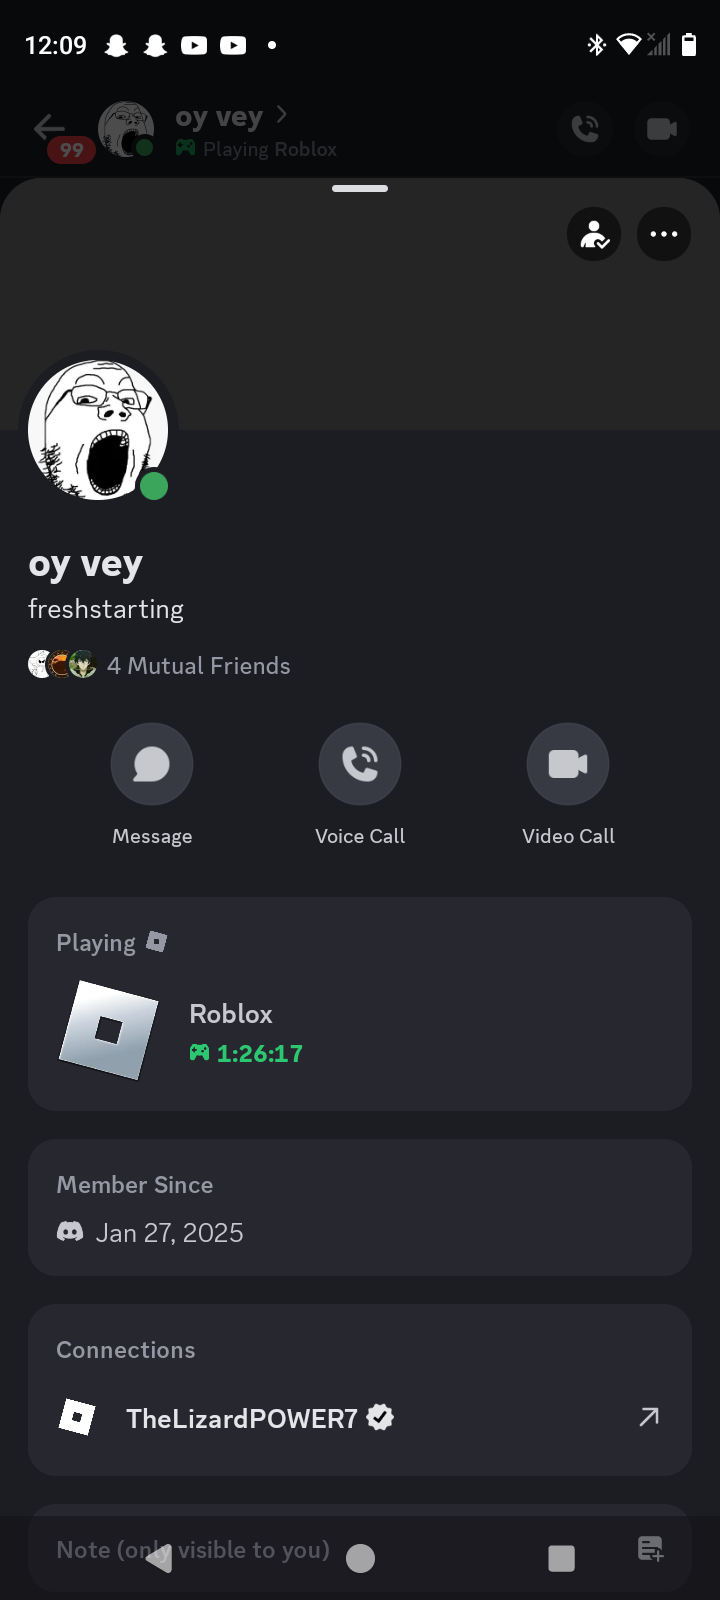 12:09
oy vey
99
Playing Roblox
oy vey
freshstarting
4 Mutual Friends
Message
Voice Call
Video Call
Playing
Roblox
1:26:17
Member Since
Jan 27, 2025
Connections
TheLizardPOWER7
Note (only visible to you)